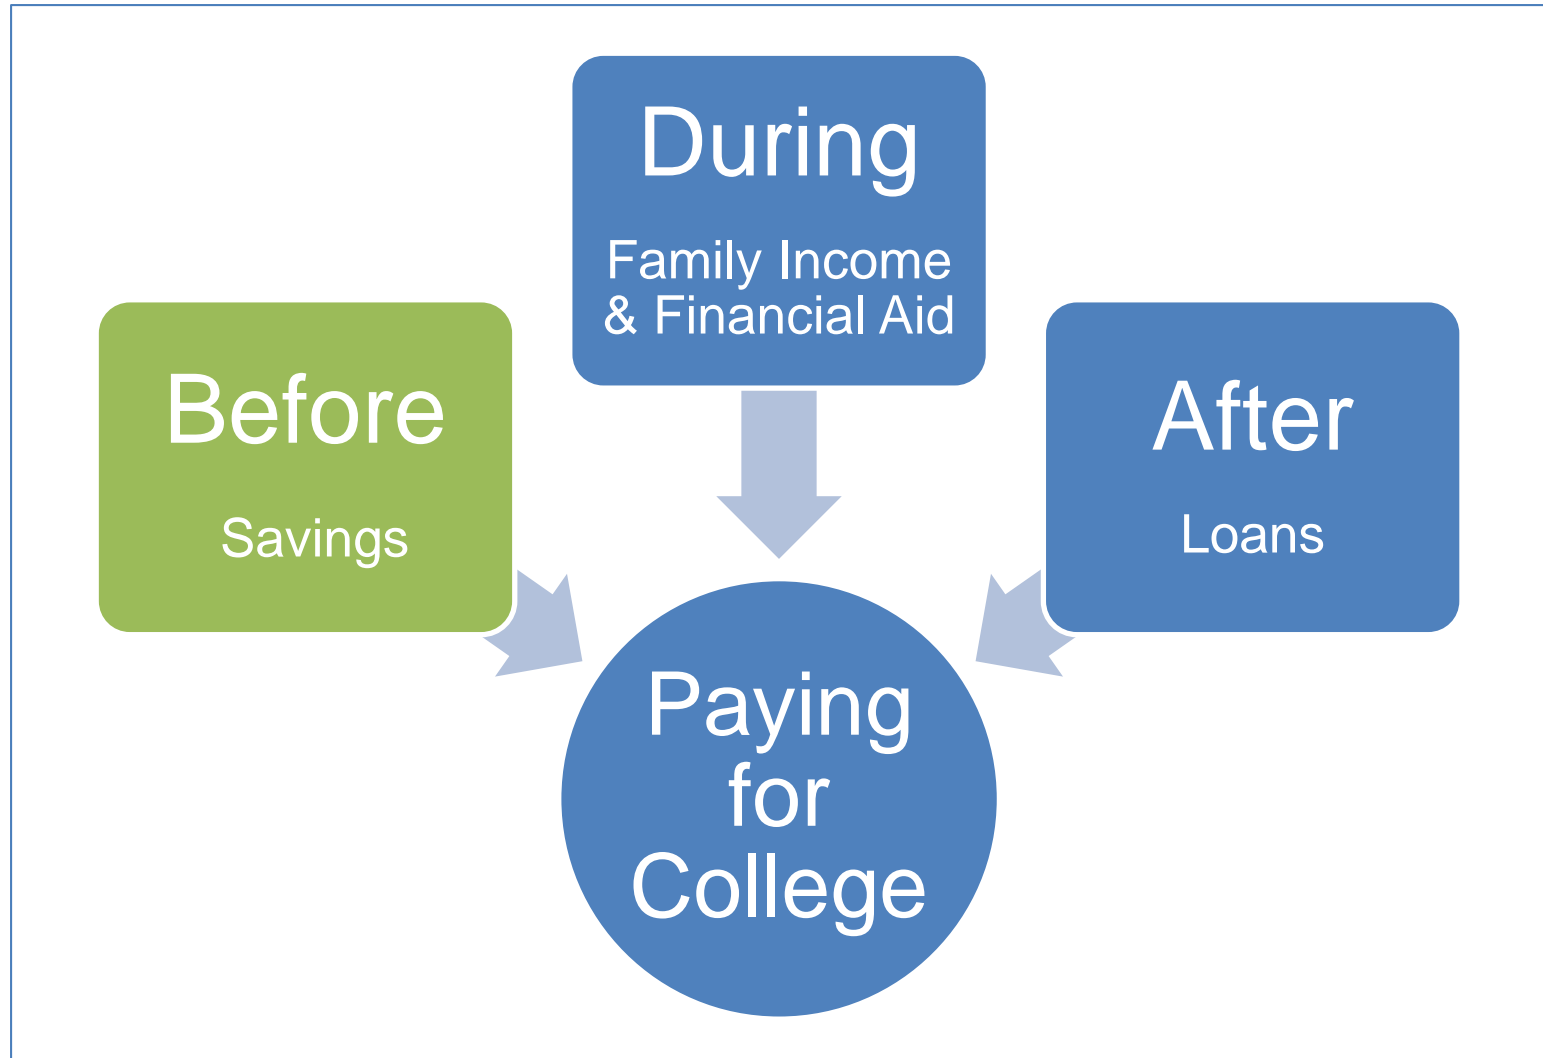 During
Family Income
& Financial Aid
Before
Savings
After
Loans
Paying
for
College